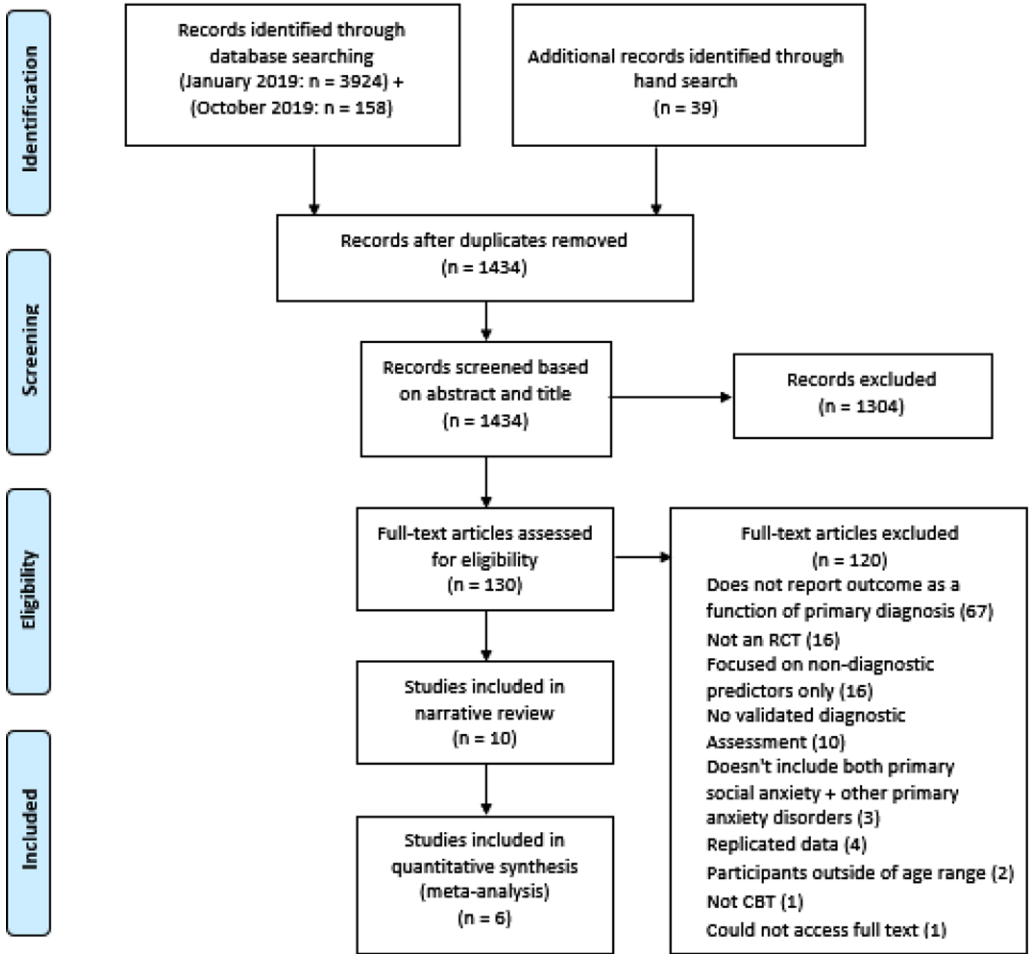 Identification
Records identified through
database searching
(January 2019: n = 3924) +
(October 2019: n = 158)
Additional records identified through
hand search
(n = 39)
Records after duplicates removed
(n = 1434)
Screening
Records screened based
on abstract and title
(n = 1434)
Records excluded
(n = 1304)
Eligibility
Full-text articles assessed
for eligibility
(n = 130)
Full-text articles excluded
(n = 120)
Does not report outcome as a
function of primary diagnosis (67)
Not an RCT (16)
Focused on non-diagnostic
predictors only (16)
No validated diagnostic
Assessment (10)
Doesn't include both primary
social anxiety + other primary
anxiety disorders (3)
Replicated data (4)
Participants outside of age range (2)
Not CBT (1)
Could not access full text (1)
Studies included in
narrative review
(n = 10)
Included
Studies included in
quantitative synthesis
(meta-analysis)
(n = 6)